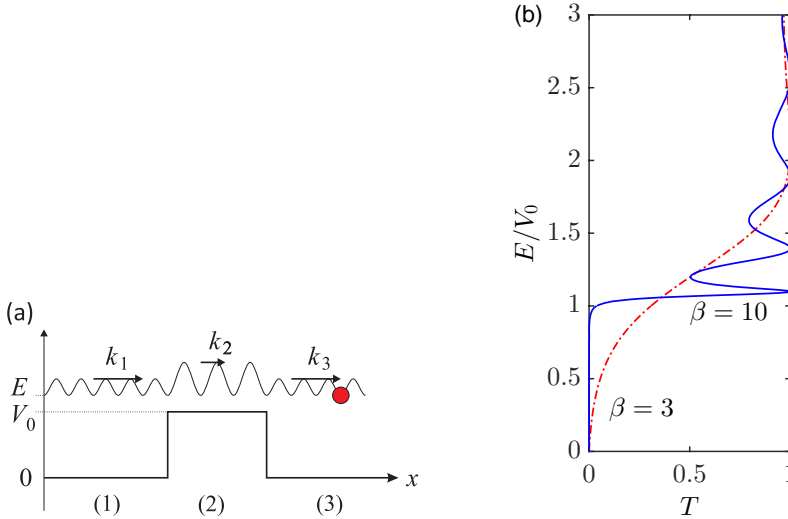 (a)
k₁
k₂
k₃
E
V₀
0
x
(1)
(2)
(3)
(b)
3
2.5
2
1.5
1
0.5
0
E/V₀
β = 10
β = 3
0
0.5
1
T